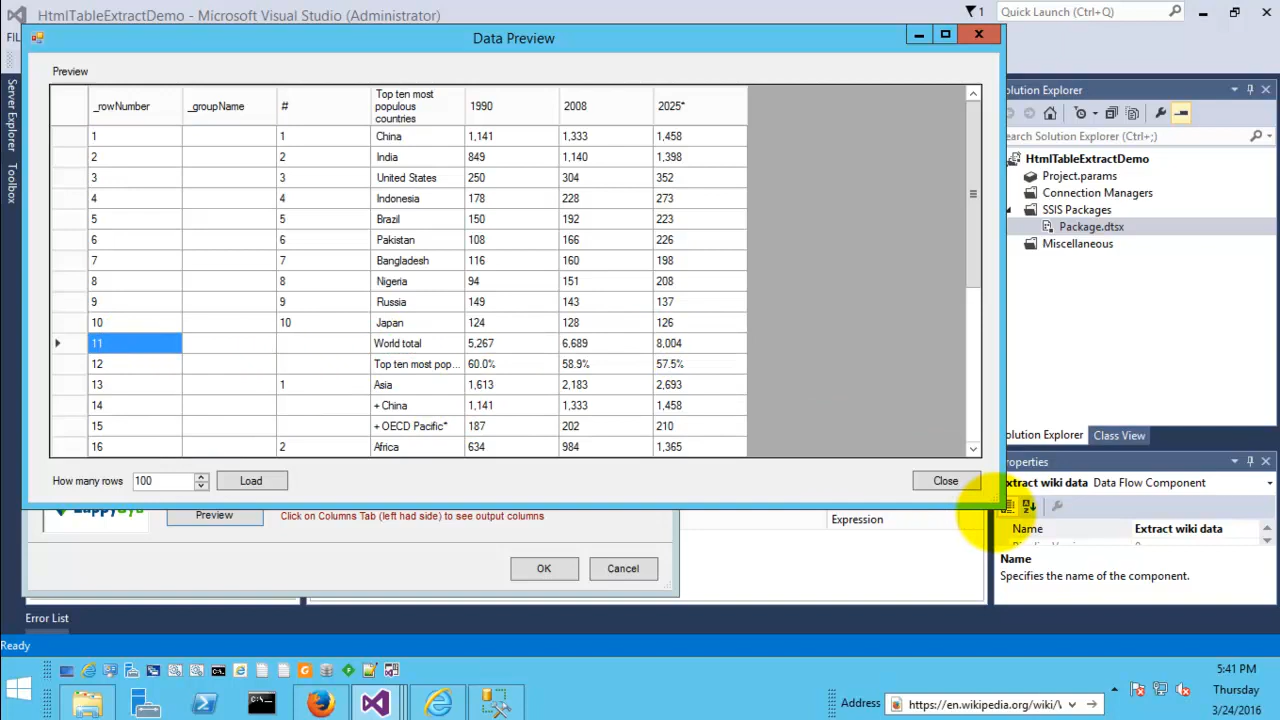 HtmlTableExtractDemo - Microsoft Visual Studio (Administrator)
1
Quick Launch (Ctrl+Q)
Data Preview
Preview
_rowNumber _groupName # Top ten most populous countries 1990 2008 2025*
1 1 China 1,141 1,333 1,458
2 2 India 849 1,140 1,398
3 3 United States 250 304 352
4 4 Indonesia 178 228 273
5 5 Brazil 150 192 223
6 6 Pakistan 108 166 226
7 7 Bangladesh 116 160 198
8 8 Nigeria 94 151 208
9 9 Russia 149 143 137
10 10 Japan 124 128 126
11 World total 5,267 6,689 8,004
12 Top ten most pop... 60.0% 58.9% 57.5%
13 1 Asia 1,613 2,183 2,693
14 + China 1,141 1,333 1,458
15 + OECD Pacific* 187 202 210
16 2 Africa 634 984 1,365
How many rows 100 Load Close
Preview Click on Columns Tab (left had side) to see output columns
OK Cancel
Expression
Server Explorer
Toolbox
olution Explorer
earch Solution Explorer (Ctrl+;)
HtmlTableExtractDemo
Project.params
Connection Managers
SSIS Packages
Package.dtsx
Miscellaneous
olution Explorer Class View
roperties
xtract wiki data Data Flow Component
Name Extract wiki data
Name
Specifies the name of the component.
Error List
Ready
Address https://en.wikipedia.org/wiki/
5:41 PM
Thursday
3/24/2016